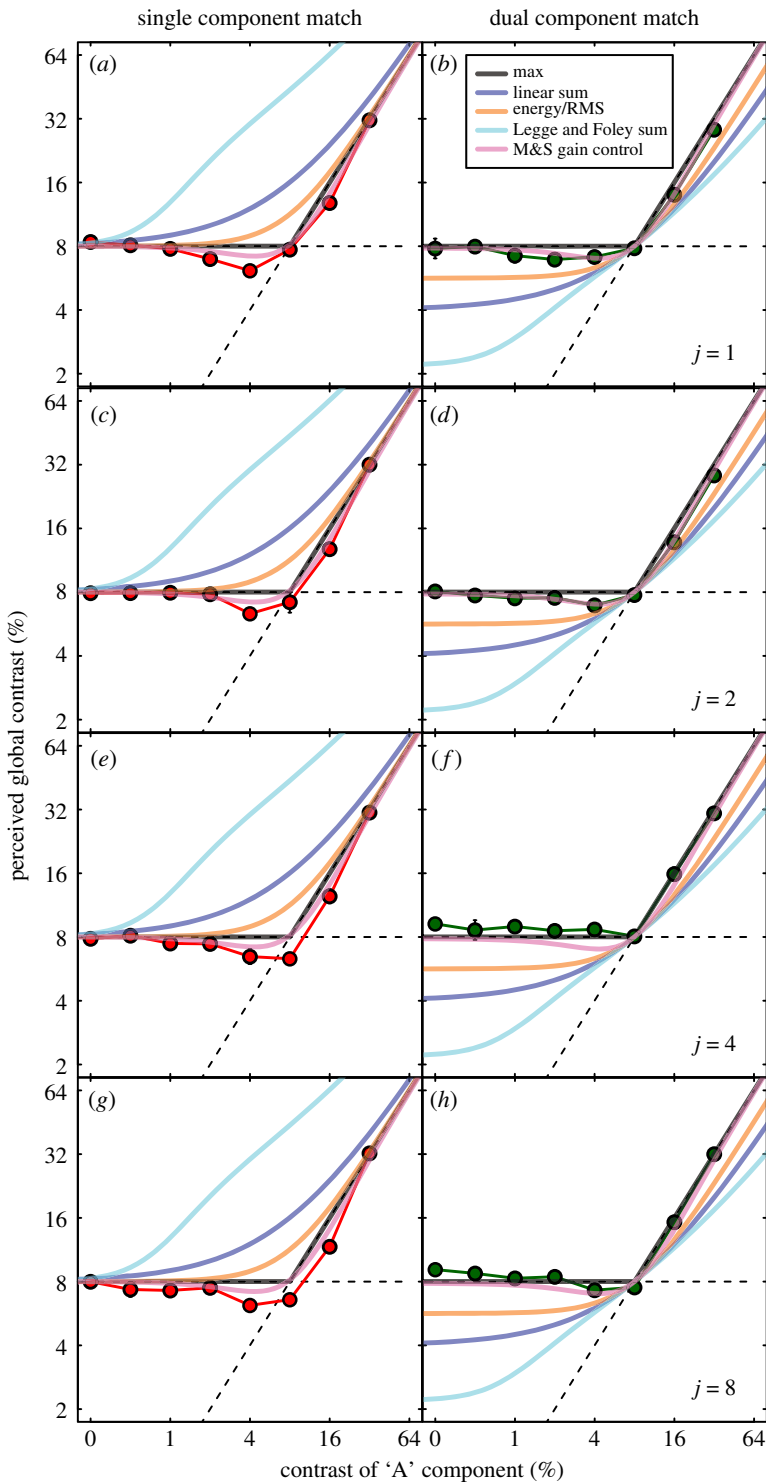 single component match
dual component match
64
(a)
(b)
max
linear sum
energy/RMS
Legge and Foley sum
M&S gain control
32
16
8
4
2
j = 1
64
(c)
(d)
32
16
8
4
2
j = 2
perceived global contrast (%)
64
(e)
(f)
32
16
8
4
2
j = 4
64
(g)
(h)
32
16
8
4
2
j = 8
0 1 4 16 64 0 1 4 16 64
contrast of ‘A’ component (%)